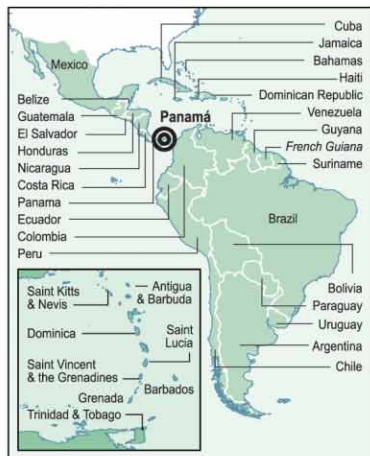 Mexico
Cuba
Jamaica
Bahamas
Haiti
Dominican Republic
Venezuela
Guyana
French Guiana
Suriname
Belize
Guatemala
El Salvador
Honduras
Nicaragua
Costa Rica
Panama
Ecuador
Colombia
Peru
Panamá
Brazil
Bolivia
Paraguay
Uruguay
Argentina
Chile
Saint Kitts
& Nevis
Antigua
& Barbuda
Dominica
Saint
Lucia
Saint Vincent
& the Grenadines
Barbados
Grenada
Trinidad & Tobago